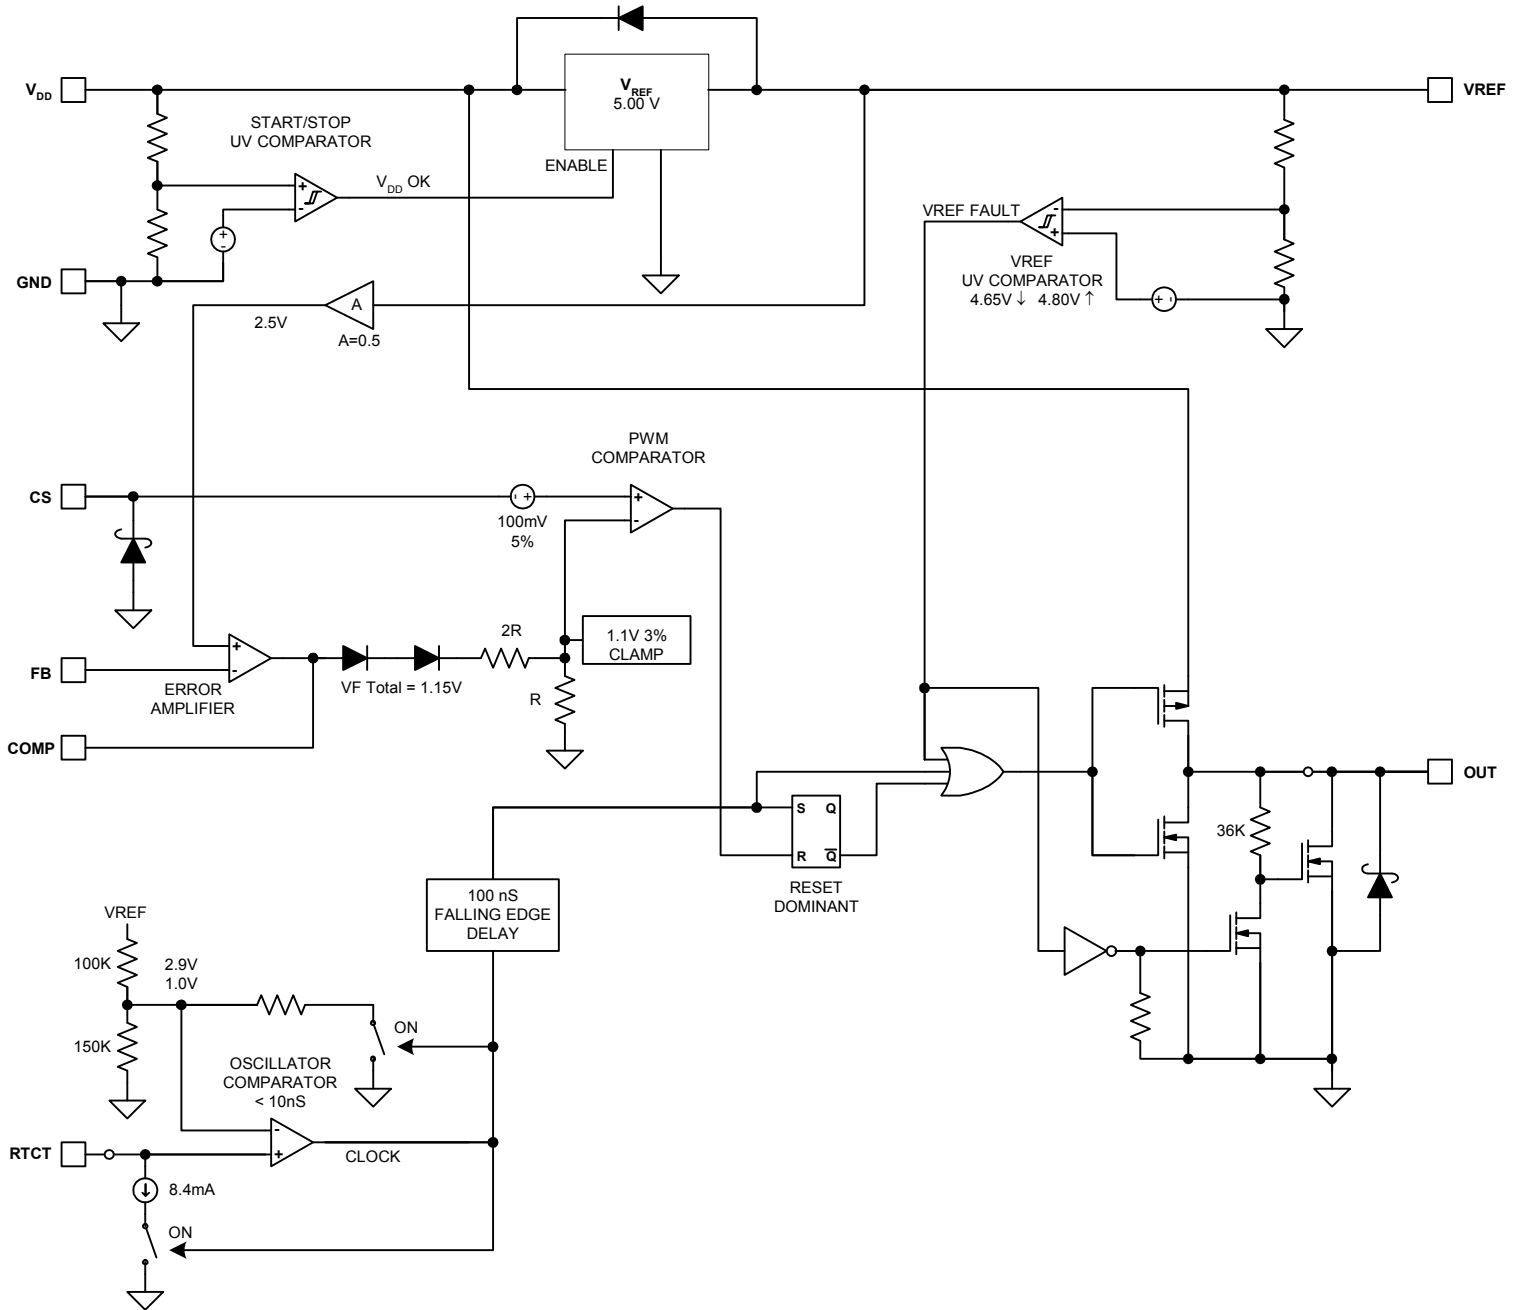 V_DD
V_REF
5.00 V
VREF
START/STOP
UV COMPARATOR
ENABLE
V_DD OK
+
-
+
-
VREF FAULT
-
+
VREF
UV COMPARATOR
4.65V ↓ 4.80V ↑
+ -
GND
2.5V
A
A=0.5
PWM
COMPARATOR
CS
- +
100mV
5%
+
-
2R
1.1V 3%
CLAMP
FB
+
-
ERROR
AMPLIFIER
VF Total = 1.15V
R
COMP
OUT
S Q
R Q̅
RESET
DOMINANT
36K
100 nS
FALLING EDGE
DELAY
VREF
100K
2.9V
1.0V
150K
ON
OSCILLATOR
COMPARATOR
< 10nS
-
+
RTCT
CLOCK
8.4mA
ON